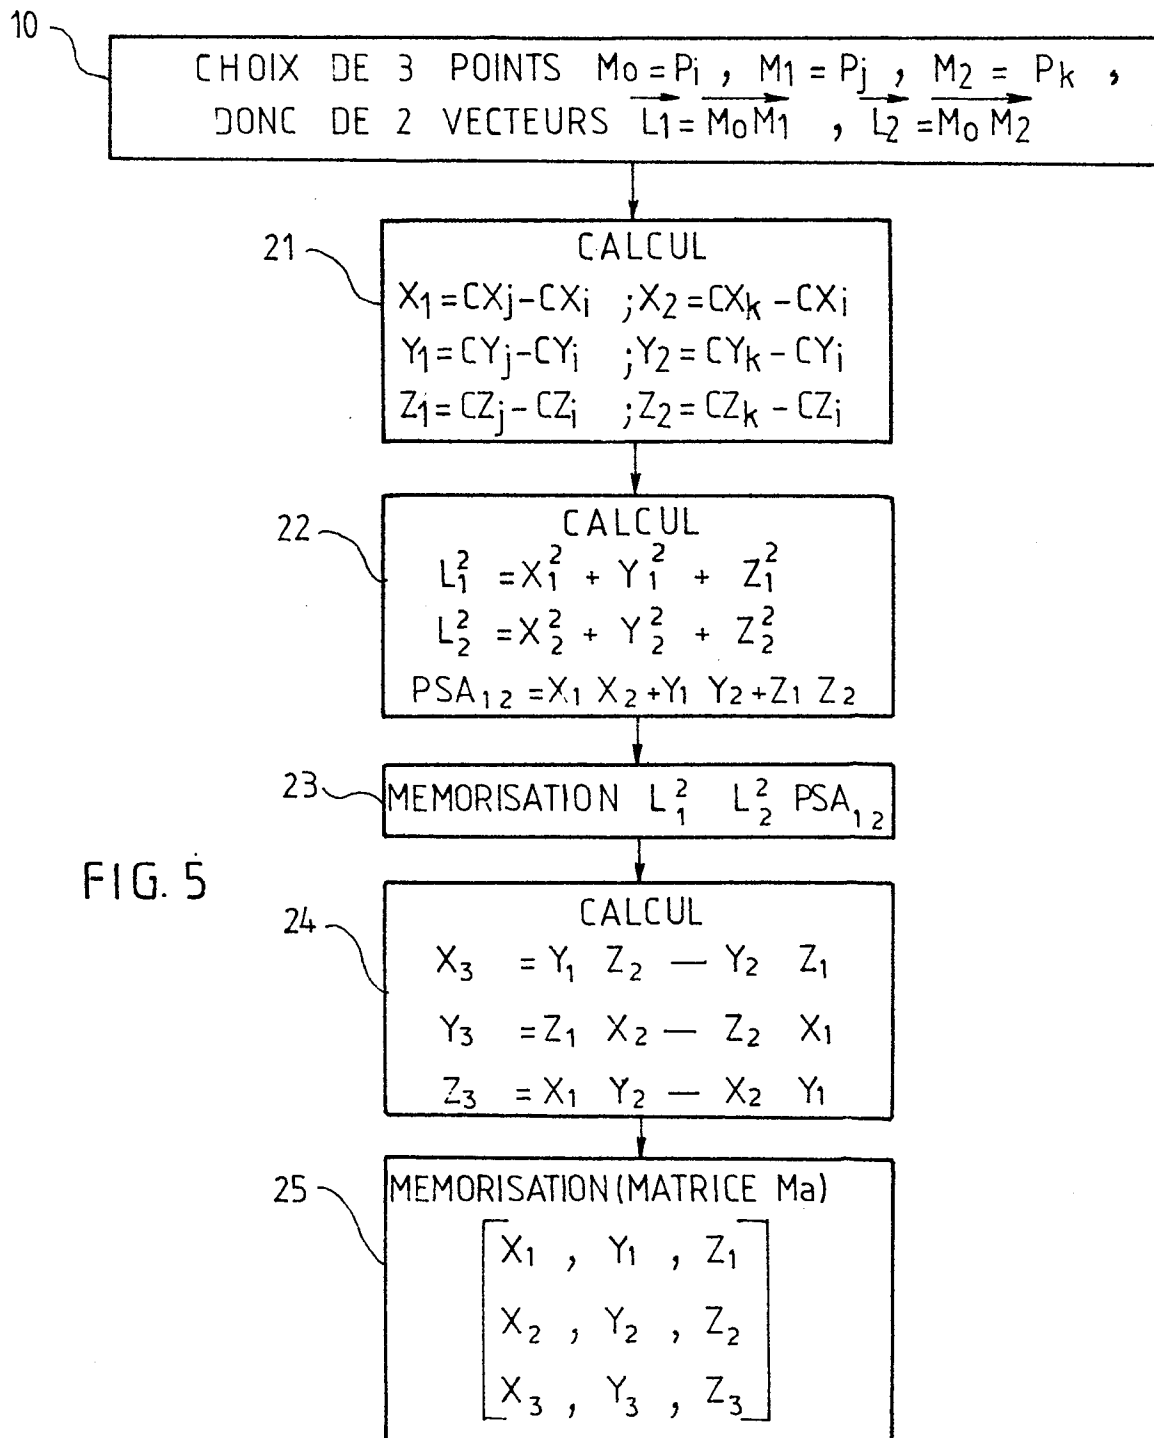 10
CHOIX DE 3 POINTS M₀ = Pᵢ , M₁ = Pⱼ , M₂ = Pₖ ,
DONC DE 2 VECTEURS L₁ = M₀M₁ , L₂ = M₀M₂
21
CALCUL
X₁ = CXⱼ - CXᵢ ; X₂ = CXₖ - CXᵢ
Y₁ = CYⱼ - CYᵢ ; Y₂ = CYₖ - CYᵢ
Z₁ = CZⱼ - CZᵢ ; Z₂ = CZₖ - CZᵢ
22
CALCUL
L₁² = X₁² + Y₁² + Z₁²
L₂² = X₂² + Y₂² + Z₂²
PSA₁₂ = X₁ X₂ + Y₁ Y₂ + Z₁ Z₂
23
MEMORISATION L₁² L₂² PSA₁₂
FIG. 5
24
CALCUL
X₃ = Y₁ Z₂ — Y₂ Z₁
Y₃ = Z₁ X₂ — Z₂ X₁
Z₃ = X₁ Y₂ — X₂ Y₁
25
MEMORISATION (MATRICE Ma)
X₁ , Y₁ , Z₁
X₂ , Y₂ , Z₂
X₃ , Y₃ , Z₃